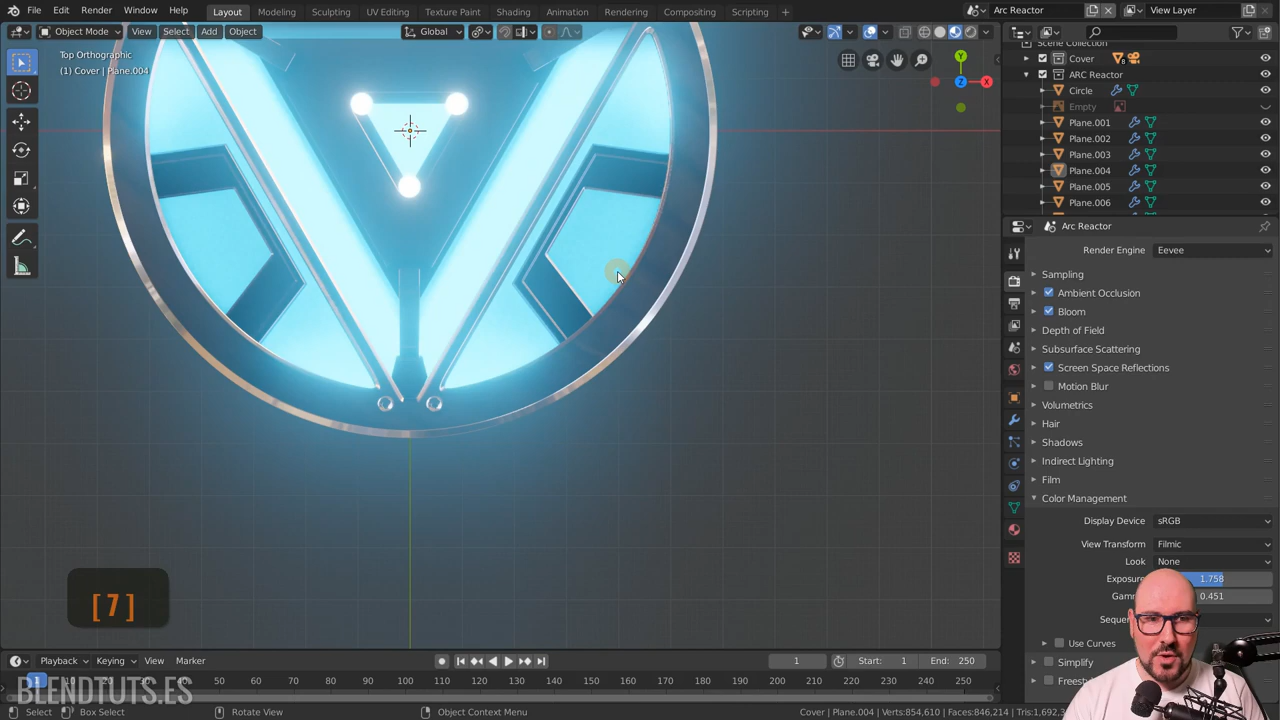 File Edit Render Window Help Layout Modeling Sculpting UV Editing Texture Paint Shading Animation Rendering Compositing Scripting + Arc Reactor View Layer
Object Mode View Select Add Object Global
Top Orthographic
(1) Cover | Plane.004
Y
Z
X
Scene Collection
Cover 8
ARC Reactor
Circle
Empty
Plane.001
Plane.002
Plane.003
Plane.004
Plane.005
Plane.006
Arc Reactor
Render Engine Eevee
Sampling
Ambient Occlusion
Bloom
Depth of Field
Subsurface Scattering
Screen Space Reflections
Motion Blur
Volumetrics
Hair
Shadows
Indirect Lighting
Film
Color Management
Display Device sRGB
View Transform Filmic
Look None
Exposure 1.758
0.451
Use Curves
Simplify
[ 7 ]
Playback Keying View Marker 1 Start: 1 End: 250
1 10 20 30 40 50 60 70 80 90 100 110 120 130 140 150 160 170 180 190 200 210 220 230 240 250
BLENDTUTS.ES
Select Box Select Rotate View Object Context Menu Cover | Plane.004 Verts:854,610 | Faces:846,214 |